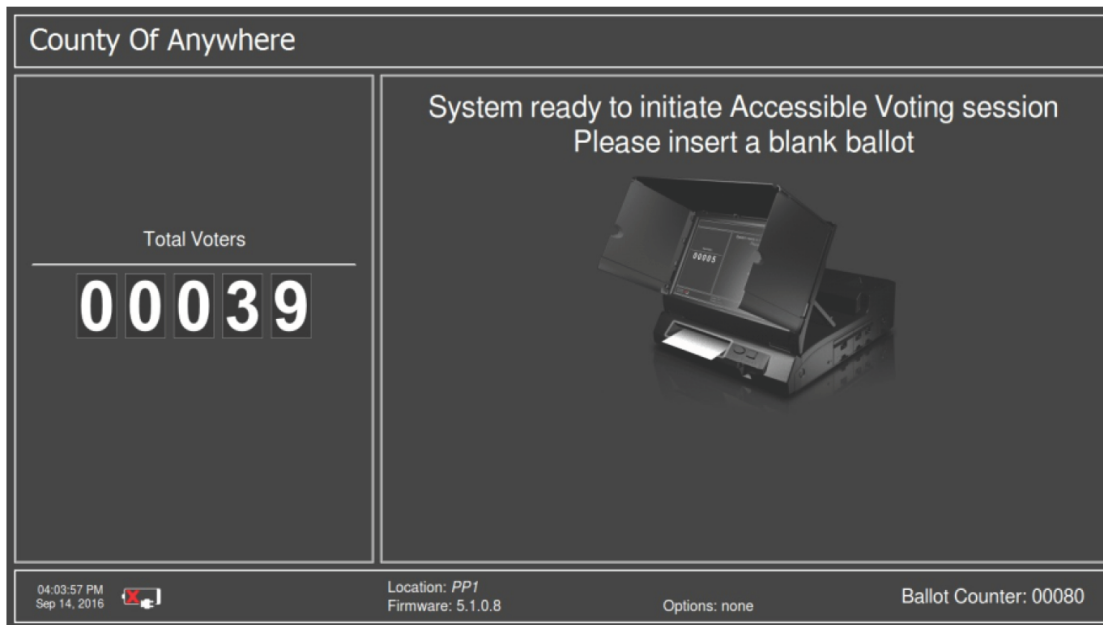 County Of Anywhere
System ready to initiate Accessible Voting session
Please insert a blank ballot
Total Voters
00039
00005
04:03:57 PM
Sep 14, 2016
Location: PP1
Firmware: 5.1.0.8
Options: none
Ballot Counter: 00080